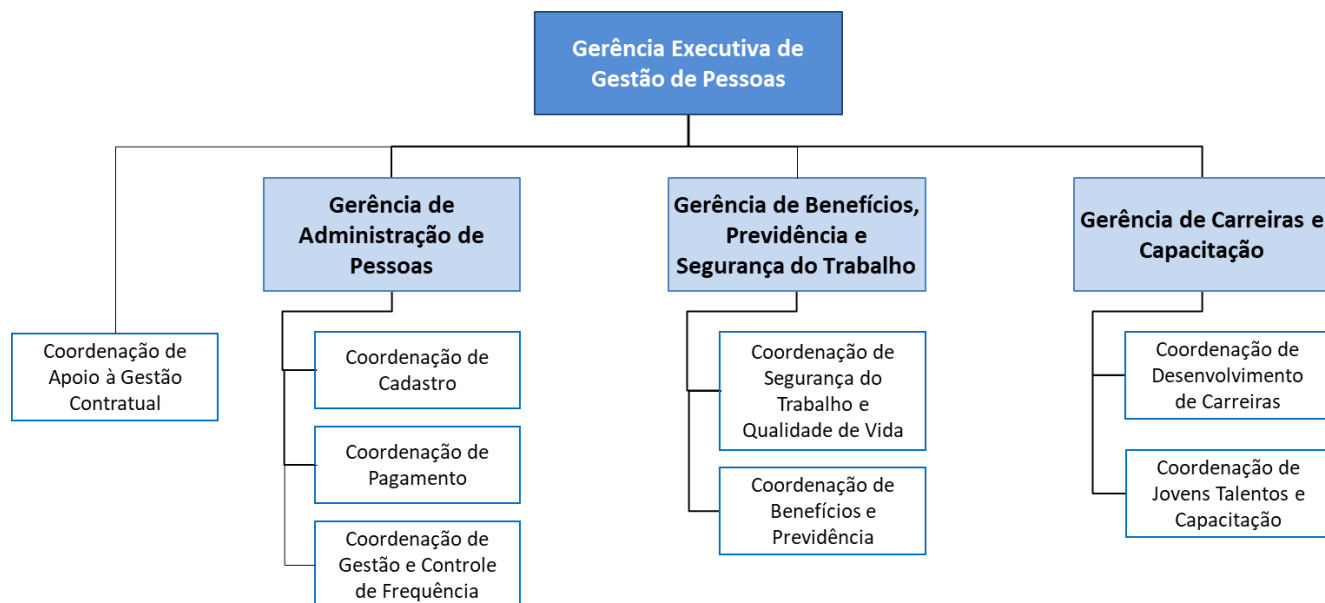 Gerência Executiva de
Gestão de Pessoas
Gerência de
Administração de
Pessoas
Gerência de Benefícios,
Previdência e
Segurança do Trabalho
Gerência de Carreiras e
Capacitação
Coordenação de
Apoio à Gestão
Contratual
Coordenação de
Cadastro
Coordenação de
Pagamento
Coordenação de
Gestão e Controle
de Frequência
Coordenação de
Segurança do
Trabalho e
Qualidade de Vida
Coordenação de
Benefícios e
Previdência
Coordenação de
Desenvolvimento
de Carreiras
Coordenação de
Jovens Talentos e
Capacitação